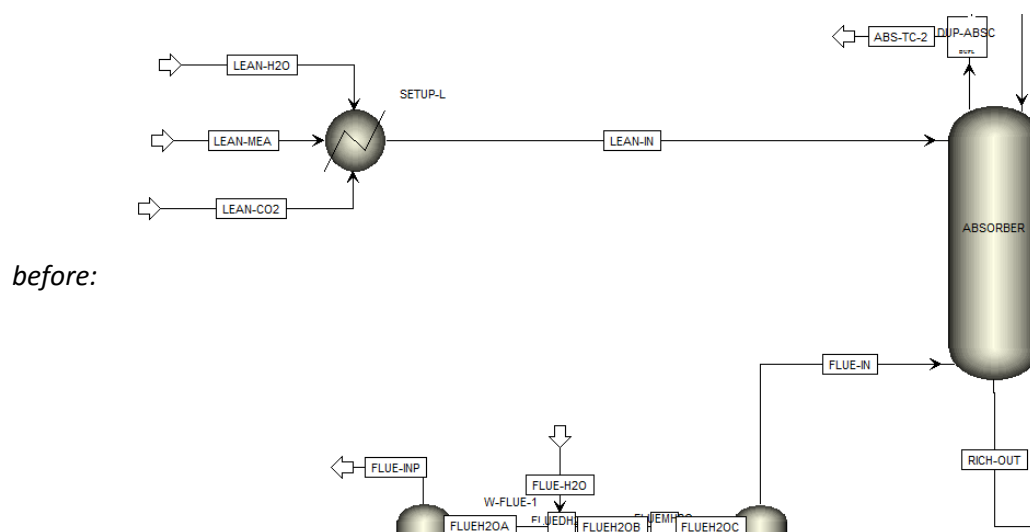 ABS-TC-2
DUP-ABSC
DUPL
LEAN-H2O
SETUP-L
LEAN-MEA
LEAN-IN
LEAN-CO2
ABSORBER
before:
FLUE-IN
FLUE-INP
RICH-OUT
FLUE-H2O
W-FLUE-1
FLUEH2OA
FLUEH2OB
FLUEH2OC